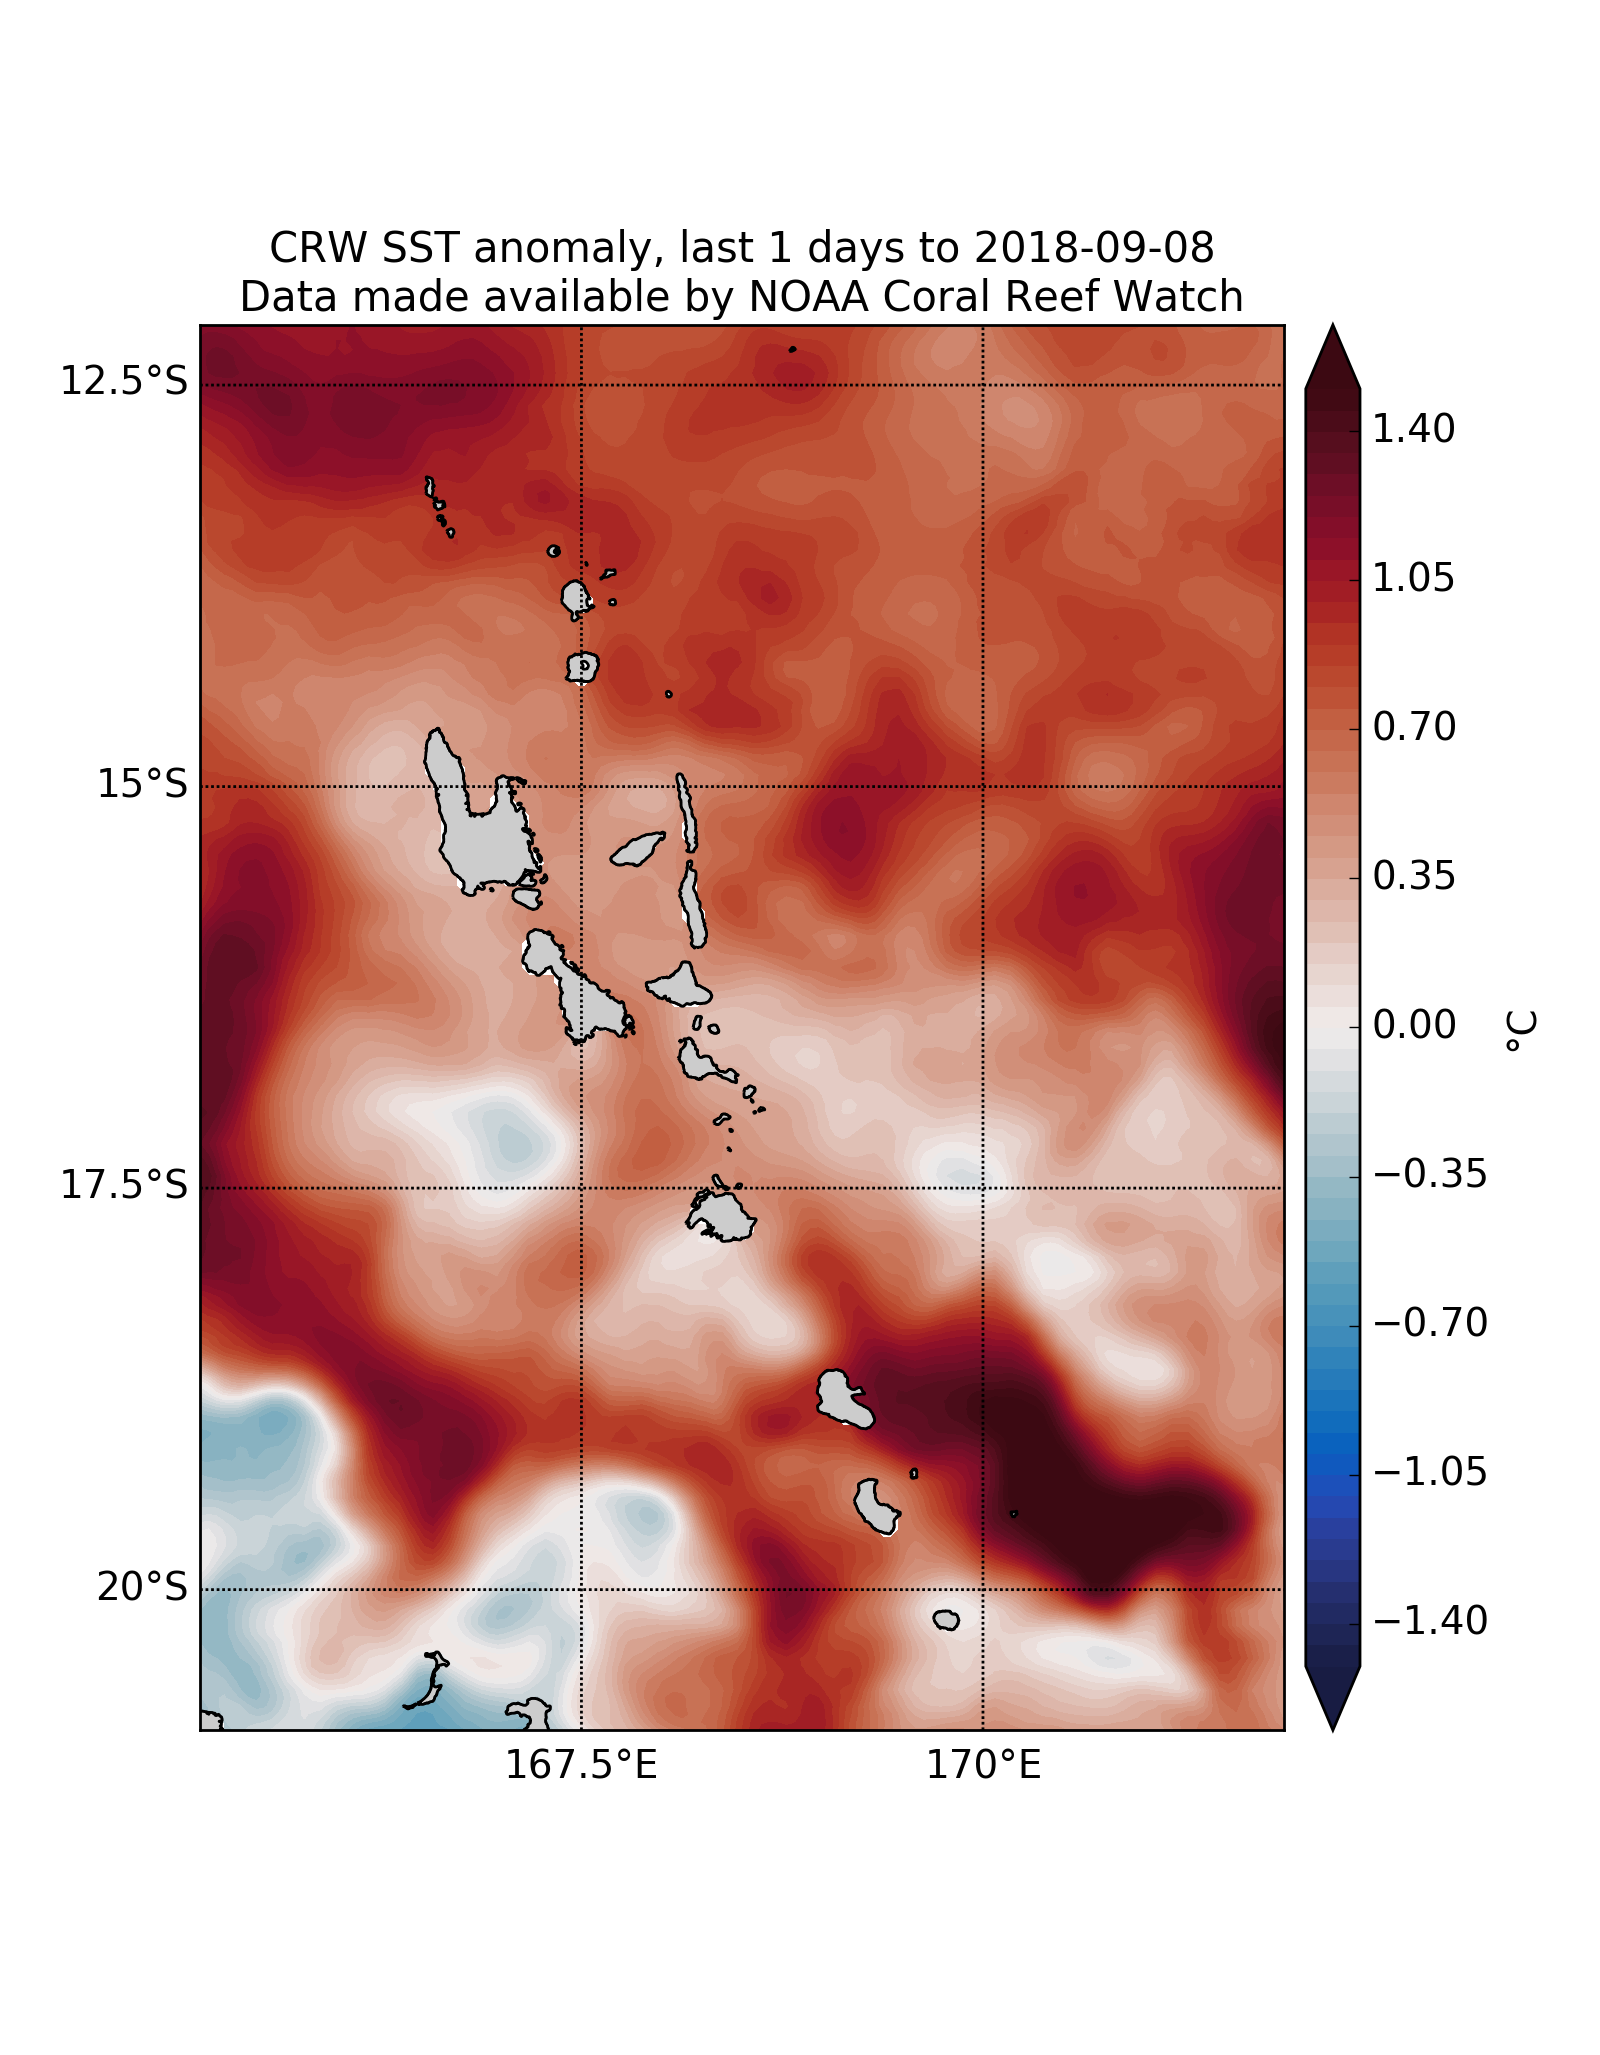 CRW SST anomaly, last 1 days to 2018-09-08
Data made available by NOAA Coral Reef Watch
12.5°S
15°S
17.5°S
20°S
167.5°E
170°E
1.40
1.05
0.70
0.35
0.00
−0.35
−0.70
−1.05
−1.40
°C